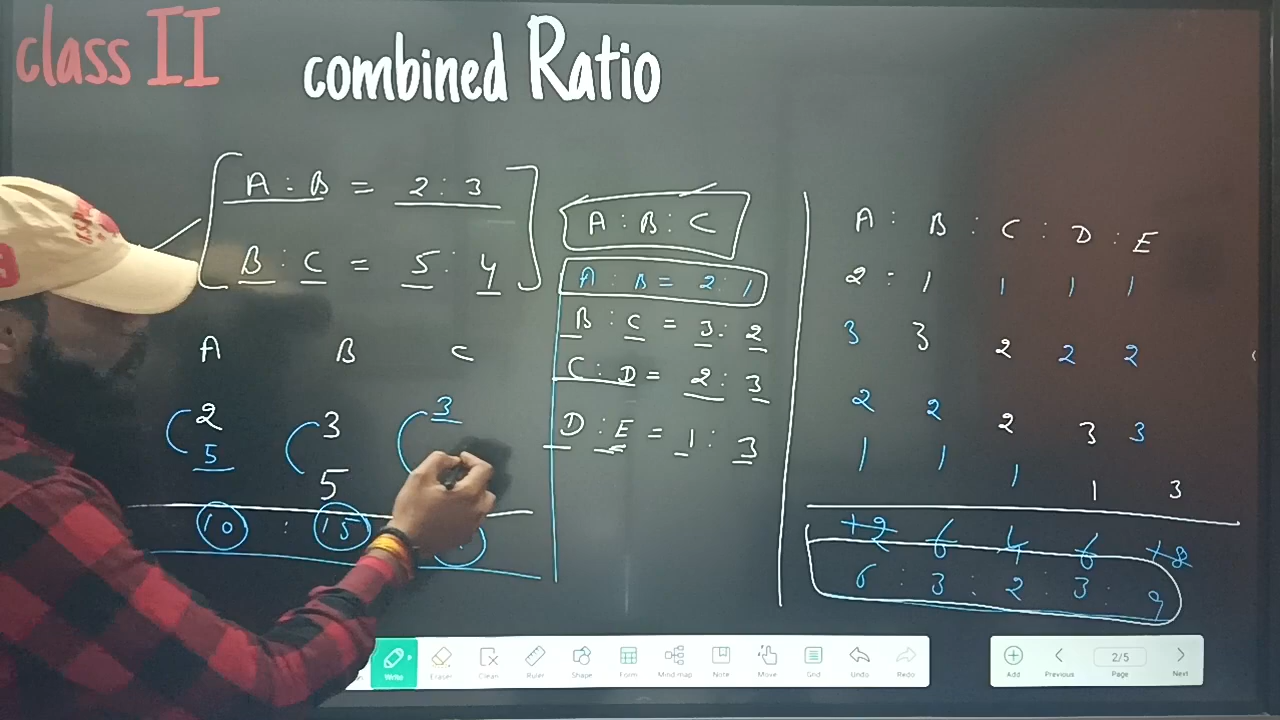 class II
combined Ratio
A : B = 2 : 3
B : C = 5 : 4
A B C
2 3 3
5 5
10 : 15
A : B : C
A : B = 2 : 1
B : C = 3 : 2
C : D = 2 : 3
D : E = 1 : 3
A : B : C : D : E
2 : 1 1 1 1
3 3 2 2 2
2 2 2 3 3
1 1 1 1 3
12 6 4 6 18
6 : 3 : 2 : 3 : 9
Write Eraser Clean Ruler Shape Form Mind map Note Move Grid Undo Redo
2/5
Add Previous Page Next